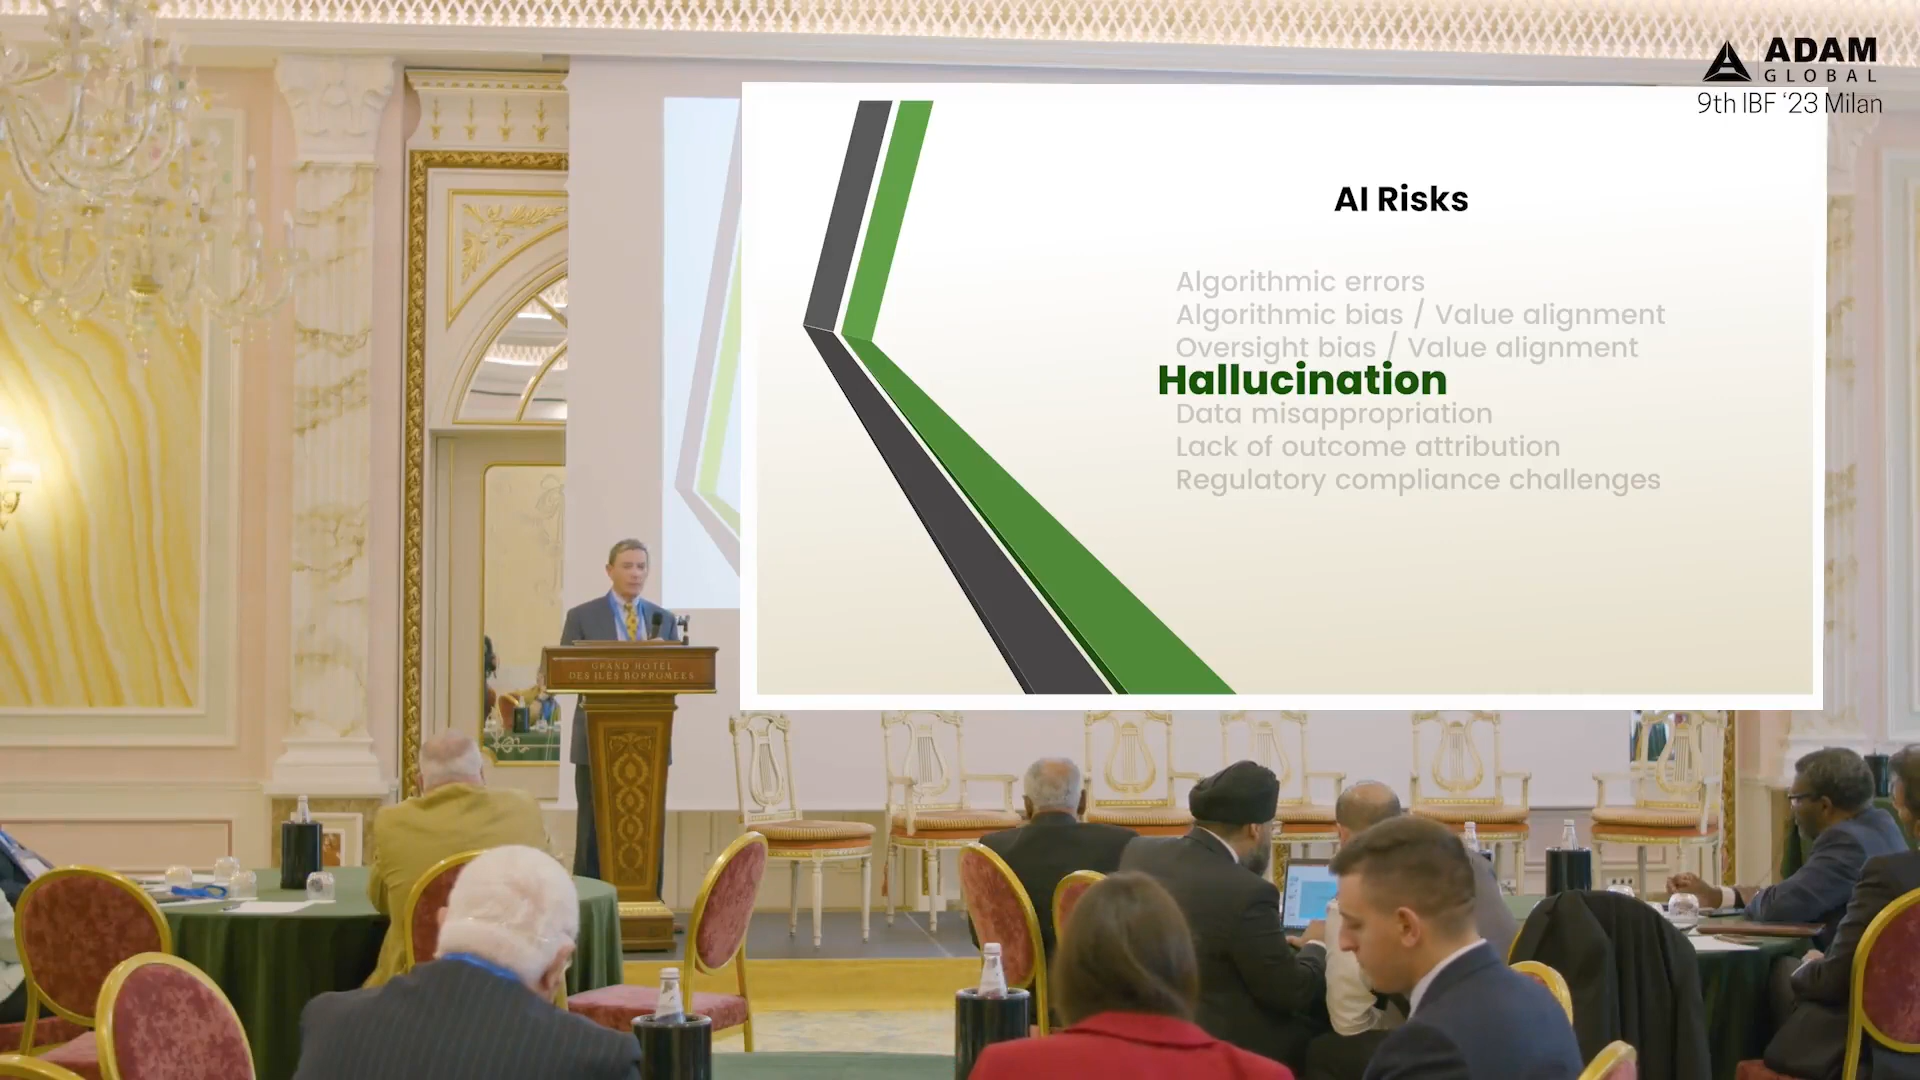 ADAM
GLOBAL
9th IBF ‘23 Milan
AI Risks
Algorithmic errors
Algorithmic bias / Value alignment
Oversight bias / Value alignment
Hallucination
Data misappropriation
Lack of outcome attribution
Regulatory compliance challenges
GRAND HOTEL
DES ILES BORROMEES